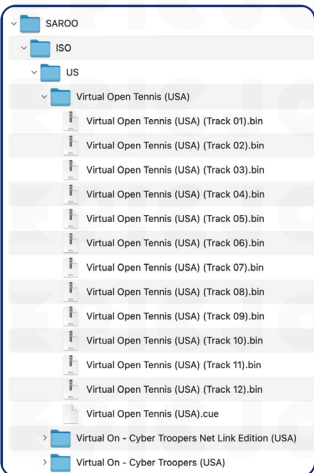 SAROO
ISO
US
Virtual Open Tennis (USA)
Virtual Open Tennis (USA) (Track 01).bin
Virtual Open Tennis (USA) (Track 02).bin
Virtual Open Tennis (USA) (Track 03).bin
Virtual Open Tennis (USA) (Track 04).bin
Virtual Open Tennis (USA) (Track 05).bin
Virtual Open Tennis (USA) (Track 06).bin
Virtual Open Tennis (USA) (Track 07).bin
Virtual Open Tennis (USA) (Track 08).bin
Virtual Open Tennis (USA) (Track 09).bin
Virtual Open Tennis (USA) (Track 10).bin
Virtual Open Tennis (USA) (Track 11).bin
Virtual Open Tennis (USA) (Track 12).bin
Virtual Open Tennis (USA).cue
Virtual On - Cyber Troopers Net Link Edition (USA)
Virtual On - Cyber Troopers (USA)